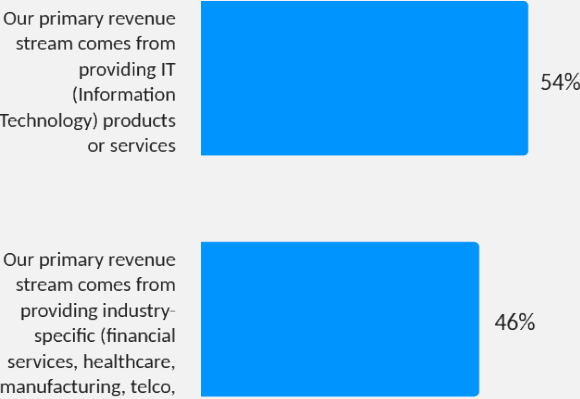 Our primary revenue
stream comes from
providing IT
(Information
Technology) products
or services
54%
Our primary revenue
stream comes from
providing industry-
specific (financial
services, healthcare,
manufacturing, telco,
46%